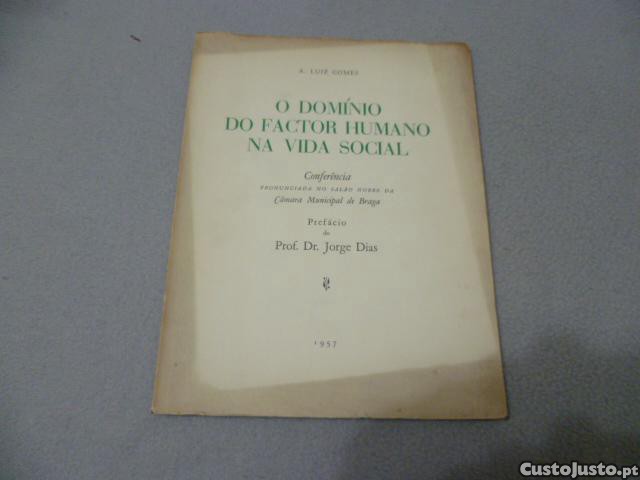 A. LUIZ GOMES
O DOMÍNIO
DO FACTOR HUMANO
NA VIDA SOCIAL
Conferência
PRONUNCIADA NO SALÃO NOBRE DA
Câmara Municipal de Braga
Prefácio
do
Prof. Dr. Jorge Dias
1957
CustoJusto.pt